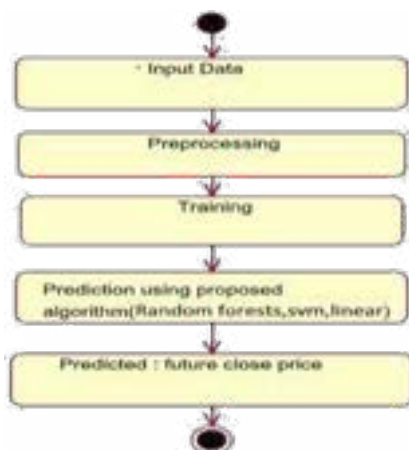 - Input Data
Preprocessing
Training
Prediction using proposed
algorithm(Random forests,svm,linear)
Predicted : future close price